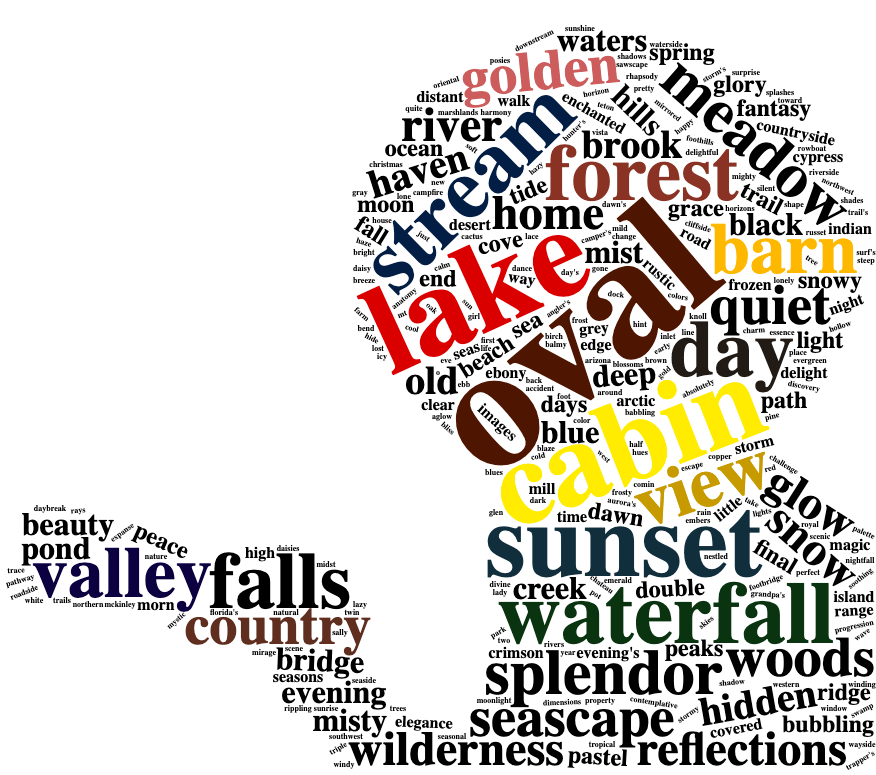 sunshine
downstream
waters
waterside
spring
posies
golden
shadows
sawscape
storm's
surprise
oriental
rhapsody
glory
splashes
distant
walk
horizon
pretty
meadow
toward
quite
marshlands
harmony
enchanted
teton
hills
mirrored
fantasy
river
stream
hunter's
vista
happy
countryside
ocean
soft
brook
foothills
rowboat
cypress
christmas
haven
new
hazy
forest
delightful
mighty
riverside
gray
lone
campfire
tide
silent
northwest
moon
home
dawn's
grace
horizons
trail
shape
shades
trail's
fall
house
just
desert
cactus
lace
cliffside
black
russet
indian
haze
bright
cove
camper's
mild
change
road
barn
surf's
steep
daisy
breeze
calm
end
dance
way
day's
gone
mist
rustic
tree
anatomy
lake
oval
colors
frozen
lonely
snowy
farm
mt
oak
sun
girl
angler's
dock
quiet
night
bend
cool
sea
frost
grey
hint
knoll
line
charm
essence
hollow
hide
lost
icy
first
life
eve
seas
beach
birch
balmy
edge
inlet
early
day
light
place
evergreen
old
ebb
ebony
back
accident
arizona
blossoms
brown
deep
gold
delight
discovery
clear
aglow
bliss
images
foot
days
around
arctic
babbling
absolutely
path
pine
color
blue
cabin
blaze
cold
west
half
hues
blues
escape
copper
storm
mill
dark
comin
frosty
view
red
challenge
glen
aurora's
time
dawn
rain
embers
little
take
lights
glow
royal
palette
scenic
daybreak
rays
sunset
nestled
snow
magic
beauty
expanse
peace
final
perfect
nightfall
soothing
pond
nature
high
daisies
midst
trace
pathway
valley
falls
divine
lady
creek
chateau
emerald
pot
double
footbridge
grandpa's
island
roadside
white
trails
northern
mckinley
morn
florida's
natural
twin
lazy
waterfall
range
mystic
country
sally
park
two
skies
progression
wave
mirage
scene
bridge
crimson
rivers
year
evening's
peaks
woods
seasons
seaside
splendor
shadow
western
winding
evening
moonlight
dimensions
property
contemplative
hidden
ridge
rippling
sunrise
trees
window
swamp
misty
elegance
seascape
stormy
covered
bubbling
southwest
seasonal
triple
wilderness
tropical
pastel
reflections
wayside
windy
trapper's